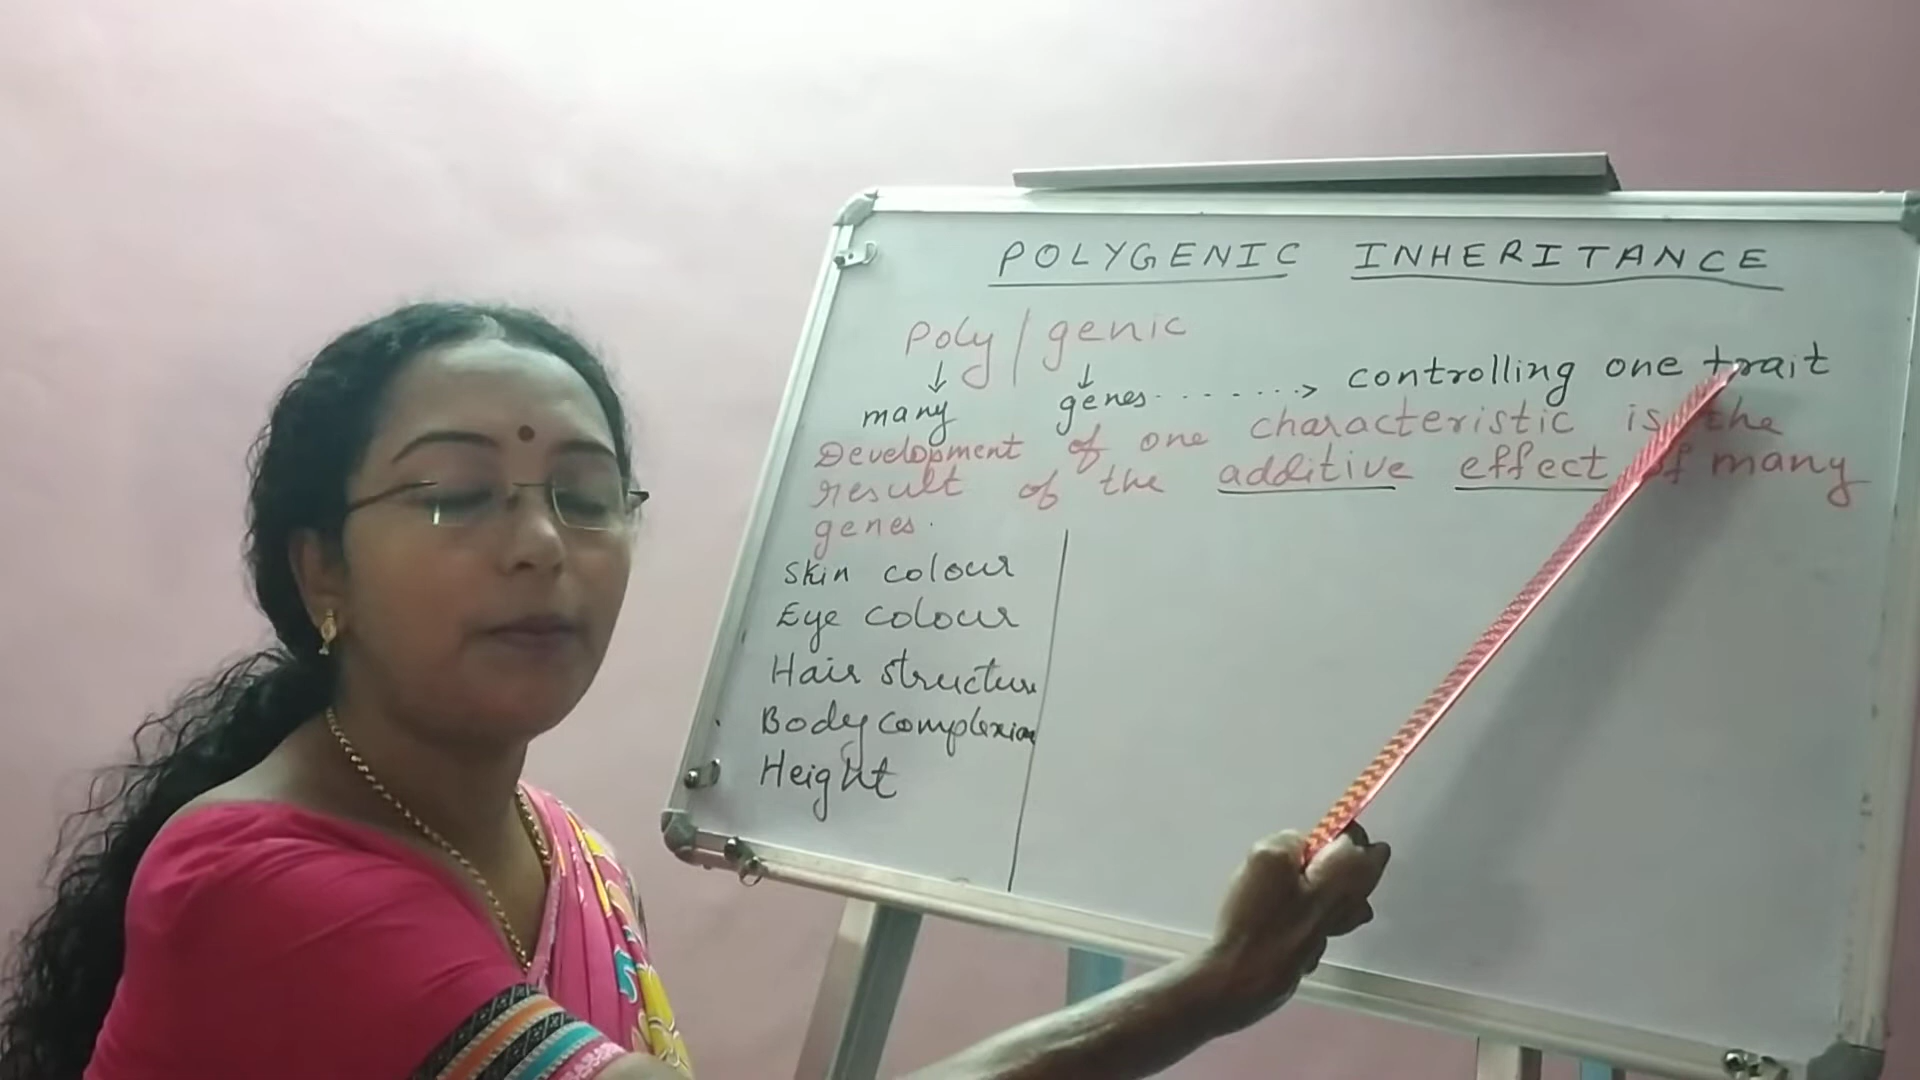 POLYGENIC INHERITANCE
Poly / genic
↓ ↓
many genes .......> controlling one trait
Development of one characteristic is the
result of the additive effect of many
genes.
Skin colour
Eye colour
Hair structure
Body complexion
Height